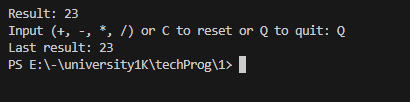 Result: 23
Input (+, -, *, /) or C to reset or Q to quit: Q
Last result: 23
PS E:\-\university1K\techProg\1>